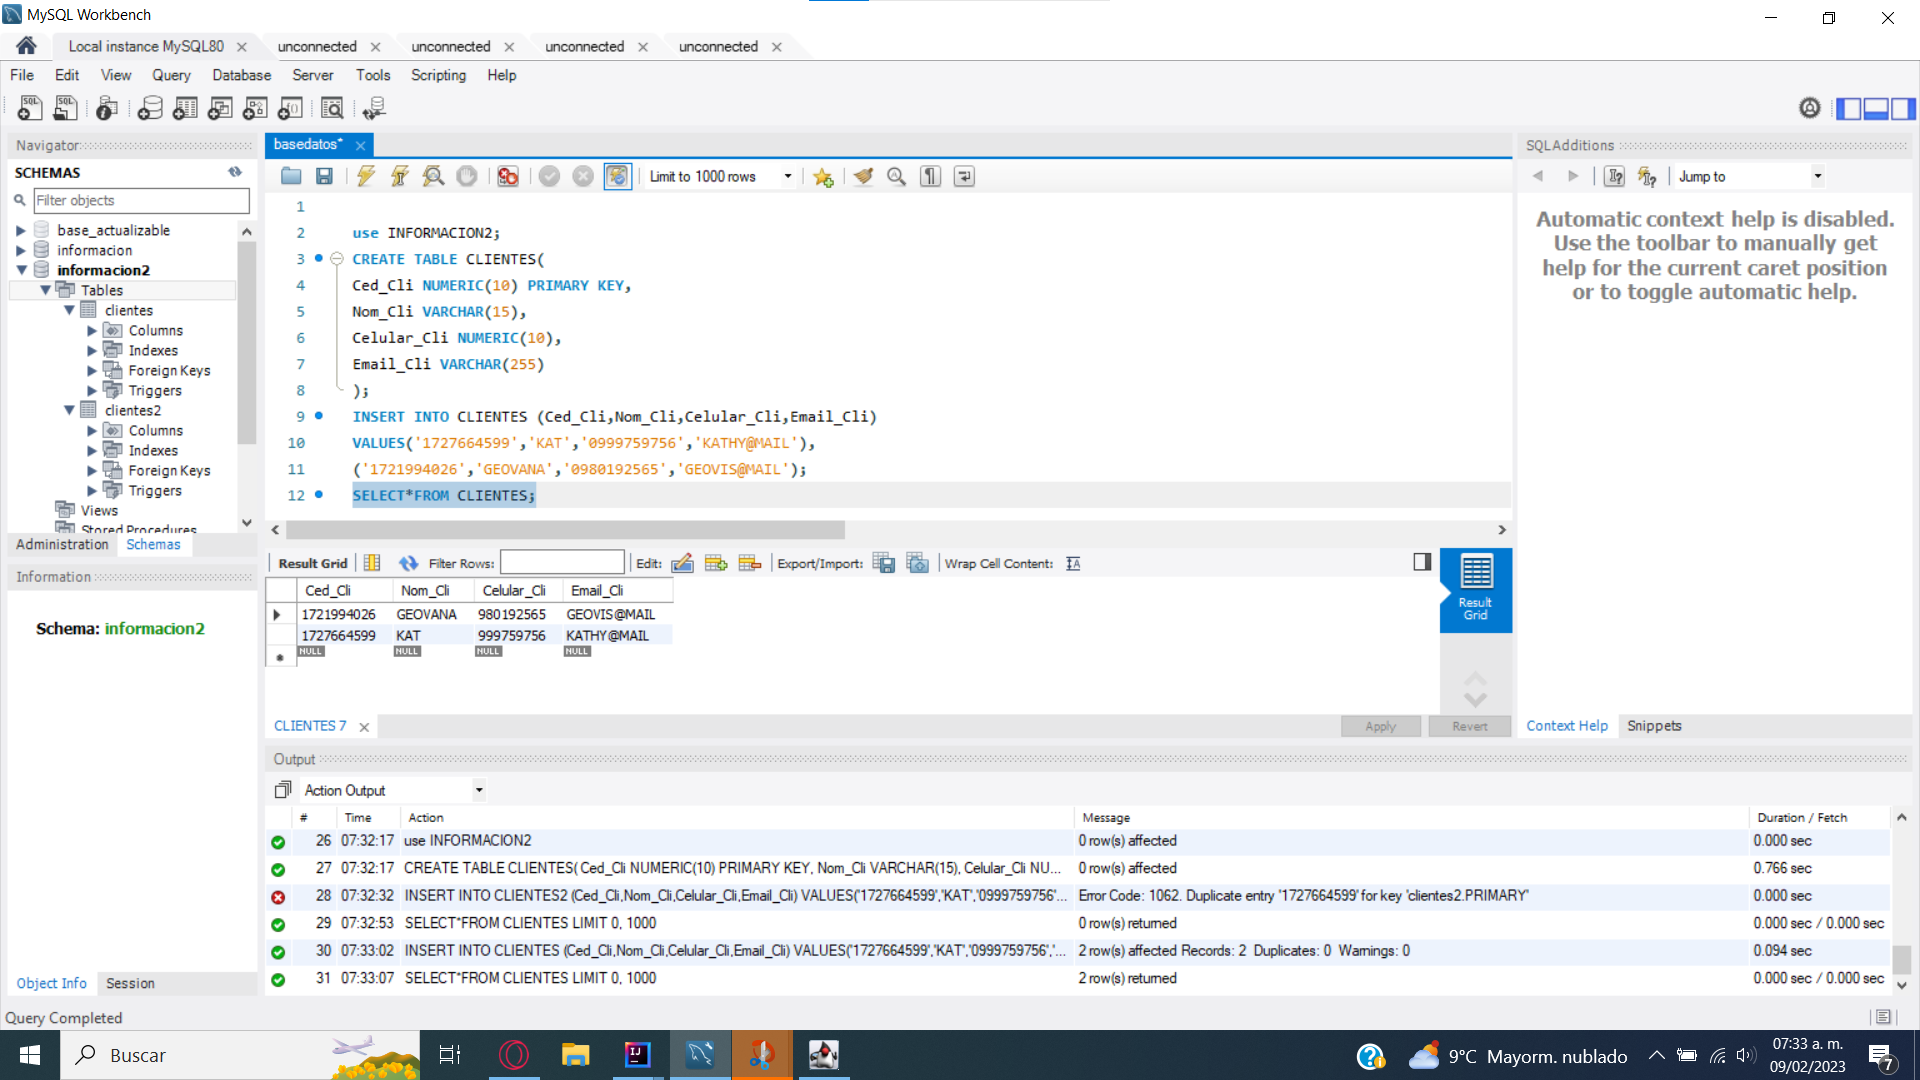 MySQL Workbench
Local instance MySQL80
unconnected
unconnected
unconnected
unconnected
File Edit View Query Database Server Tools Scripting Help
Navigator
SCHEMAS
Filter objects
base_actualizable
informacion
informacion2
Tables
clientes
Columns
Indexes
Foreign Keys
Triggers
clientes2
Columns
Indexes
Foreign Keys
Triggers
Views
Stored Procedures
Administration Schemas
Information
Schema: informacion2
Object Info Session
basedatos*
Limit to 1000 rows
1
2 use INFORMACION2;
3 CREATE TABLE CLIENTES(
4 Ced_Cli NUMERIC(10) PRIMARY KEY,
5 Nom_Cli VARCHAR(15),
6 Celular_Cli NUMERIC(10),
7 Email_Cli VARCHAR(255)
8 );
9 INSERT INTO CLIENTES (Ced_Cli,Nom_Cli,Celular_Cli,Email_Cli)
10 VALUES('1727664599','KAT','0999759756','KATHY@MAIL'),
11 ('1721994026','GEOVANA','0980192565','GEOVIS@MAIL');
12 SELECT*FROM CLIENTES;
Result Grid Filter Rows: Edit: Export/Import: Wrap Cell Content:
Ced_Cli Nom_Cli Celular_Cli Email_Cli
1721994026 GEOVANA 980192565 GEOVIS@MAIL
1727664599 KAT 999759756 KATHY@MAIL
NULL NULL NULL NULL
Result
Grid
CLIENTES 7
Apply Revert
SQLAdditions
Jump to
Automatic context help is disabled.
Use the toolbar to manually get
help for the current caret position
or to toggle automatic help.
Context Help Snippets
Output
Action Output
# Time Action Message Duration / Fetch
26 07:32:17 use INFORMACION2 0 row(s) affected 0.000 sec
27 07:32:17 CREATE TABLE CLIENTES( Ced_Cli NUMERIC(10) PRIMARY KEY, Nom_Cli VARCHAR(15), Celular_Cli NU... 0 row(s) affected 0.766 sec
28 07:32:32 INSERT INTO CLIENTES2 (Ced_Cli,Nom_Cli,Celular_Cli,Email_Cli) VALUES('1727664599','KAT','0999759756'... Error Code: 1062. Duplicate entry '1727664599' for key 'clientes2.PRIMARY' 0.000 sec
29 07:32:53 SELECT*FROM CLIENTES LIMIT 0, 1000 0 row(s) returned 0.000 sec / 0.000 sec
30 07:33:02 INSERT INTO CLIENTES (Ced_Cli,Nom_Cli,Celular_Cli,Email_Cli) VALUES('1727664599','KAT','0999759756','... 2 row(s) affected Records: 2 Duplicates: 0 Warnings: 0 0.094 sec
31 07:33:07 SELECT*FROM CLIENTES LIMIT 0, 1000 2 row(s) returned 0.000 sec / 0.000 sec
Query Completed
Buscar
9°C Mayorm. nublado
07:33 a. m.
09/02/2023
7